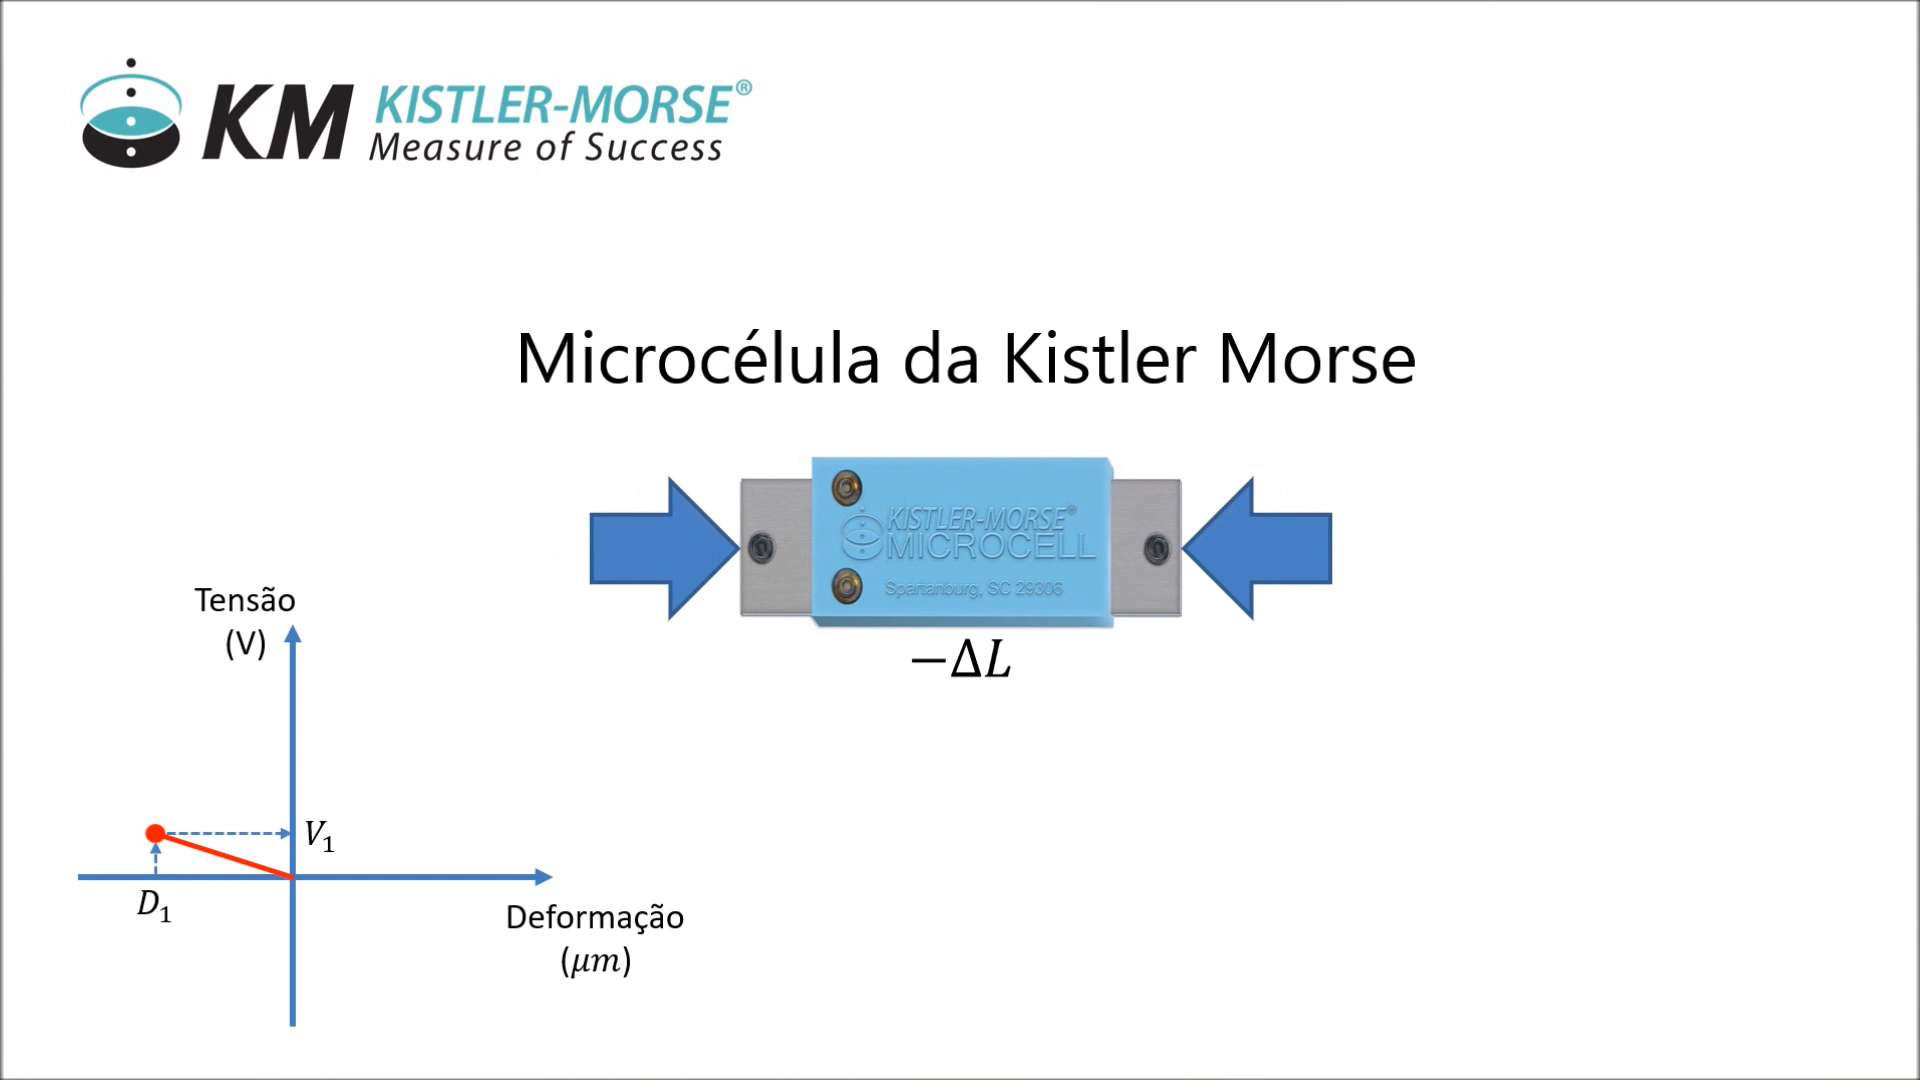 KM KISTLER-MORSE®
Measure of Success
Microcélula da Kistler Morse
KISTLER-MORSE®
MICROCELL
Spartanburg, SC 29306
−ΔL
Tensão
(V)
V₁
D₁
Deformação
(μm)